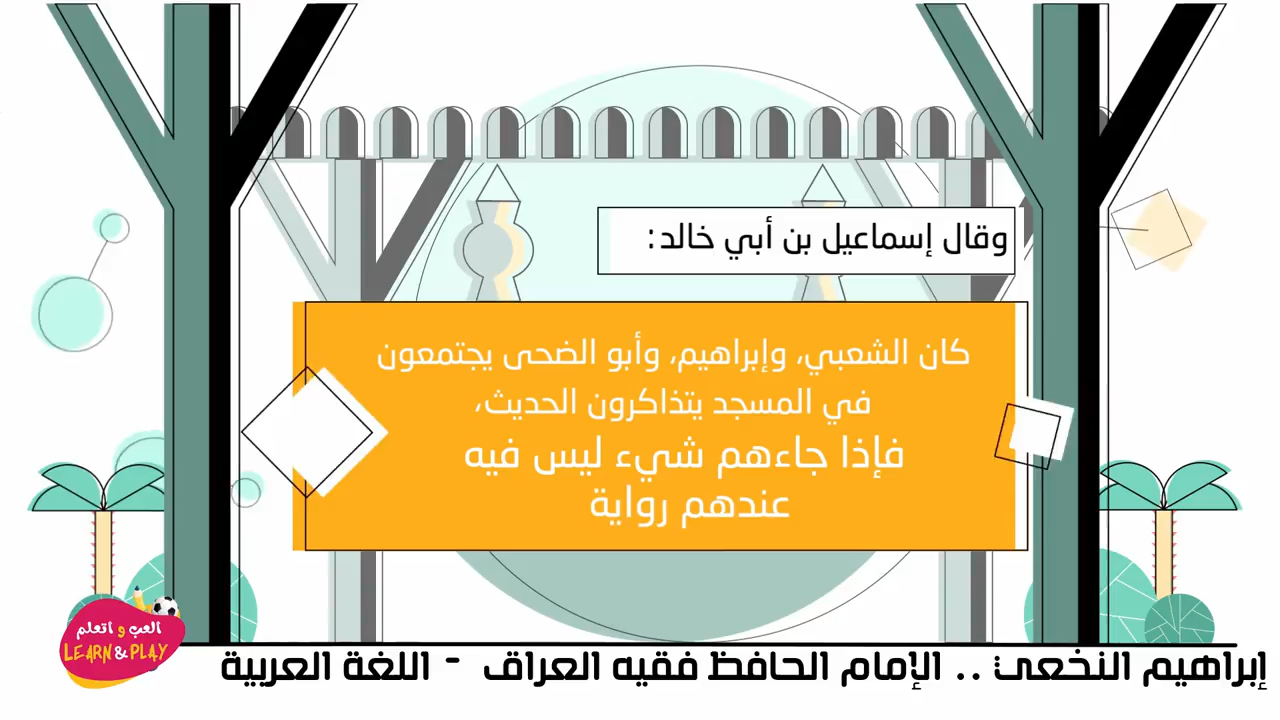 وقال إسماعيل بن أبي خالد:
كان الشعبي، وإبراهيم، وأبو الضحى يجتمعون
في المسجد يتذاكرون الحديث،
فإذا جاءهم شيء ليس فيه
عندهم رواية
العب و اتعلم
LEARN & PLAY
إبراهيم النخعى .. الإمام الحافظ فقيه العراق - اللغة العربية